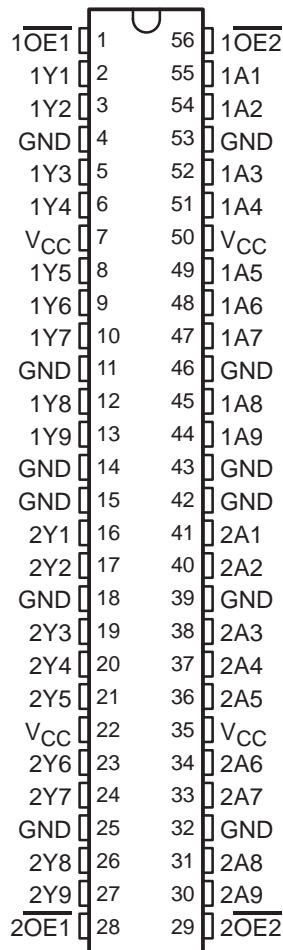 1OE1 1 56 1OE2
1Y1 2 55 1A1
1Y2 3 54 1A2
GND 4 53 GND
1Y3 5 52 1A3
1Y4 6 51 1A4
VCC 7 50 VCC
1Y5 8 49 1A5
1Y6 9 48 1A6
1Y7 10 47 1A7
GND 11 46 GND
1Y8 12 45 1A8
1Y9 13 44 1A9
GND 14 43 GND
GND 15 42 GND
2Y1 16 41 2A1
2Y2 17 40 2A2
GND 18 39 GND
2Y3 19 38 2A3
2Y4 20 37 2A4
2Y5 21 36 2A5
VCC 22 35 VCC
2Y6 23 34 2A6
2Y7 24 33 2A7
GND 25 32 GND
2Y8 26 31 2A8
2Y9 27 30 2A9
2OE1 28 29 2OE2